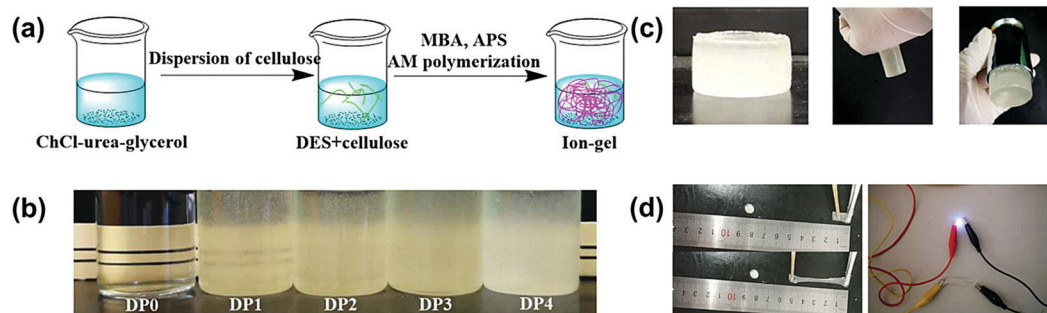 (a)
Dispersion of cellulose
MBA, APS
AM polymerization
ChCl-urea-glycerol
DES+cellulose
Ion-gel
(b)
DP0
DP1
DP2
DP3
DP4
(c)
(d)